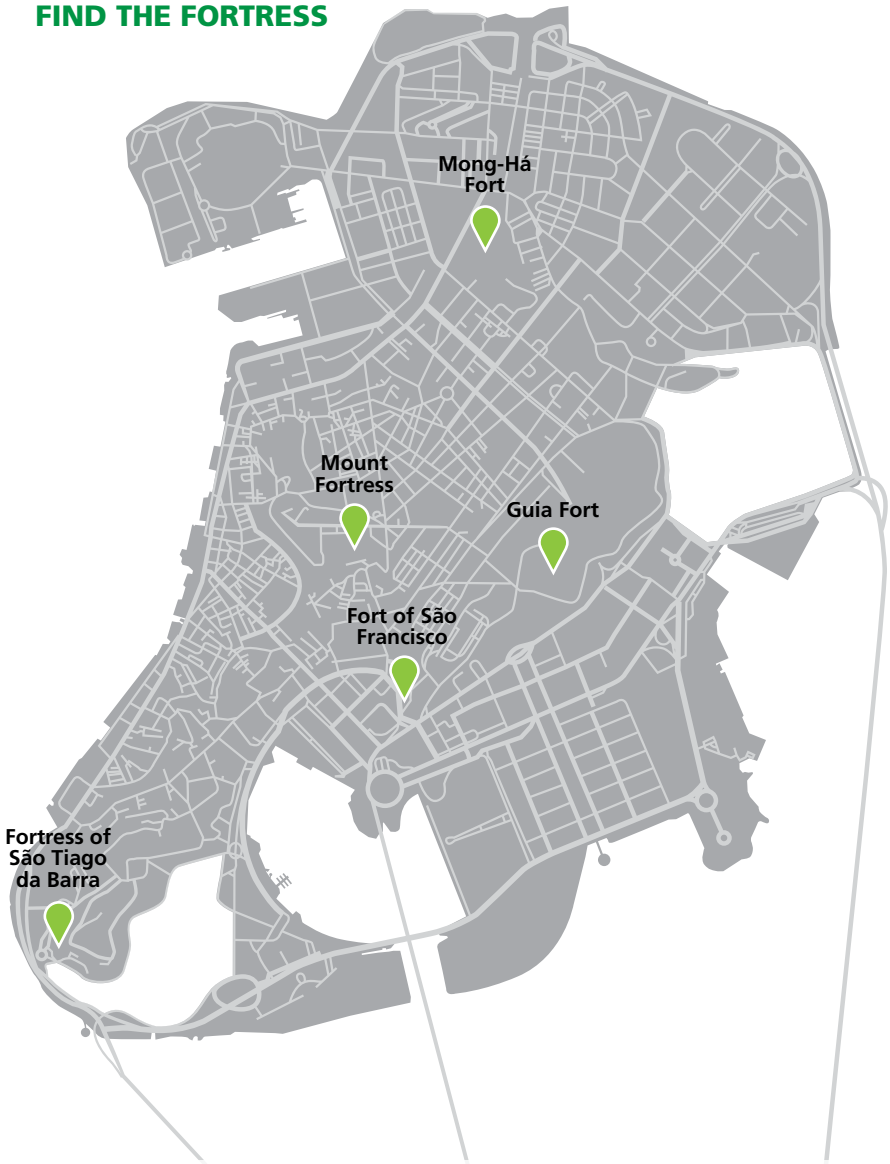 FIND THE FORTRESS
Mong-Há
Fort
Mount
Fortress
Guia Fort
Fort of São
Francisco
Fortress of
São Tiago
da Barra